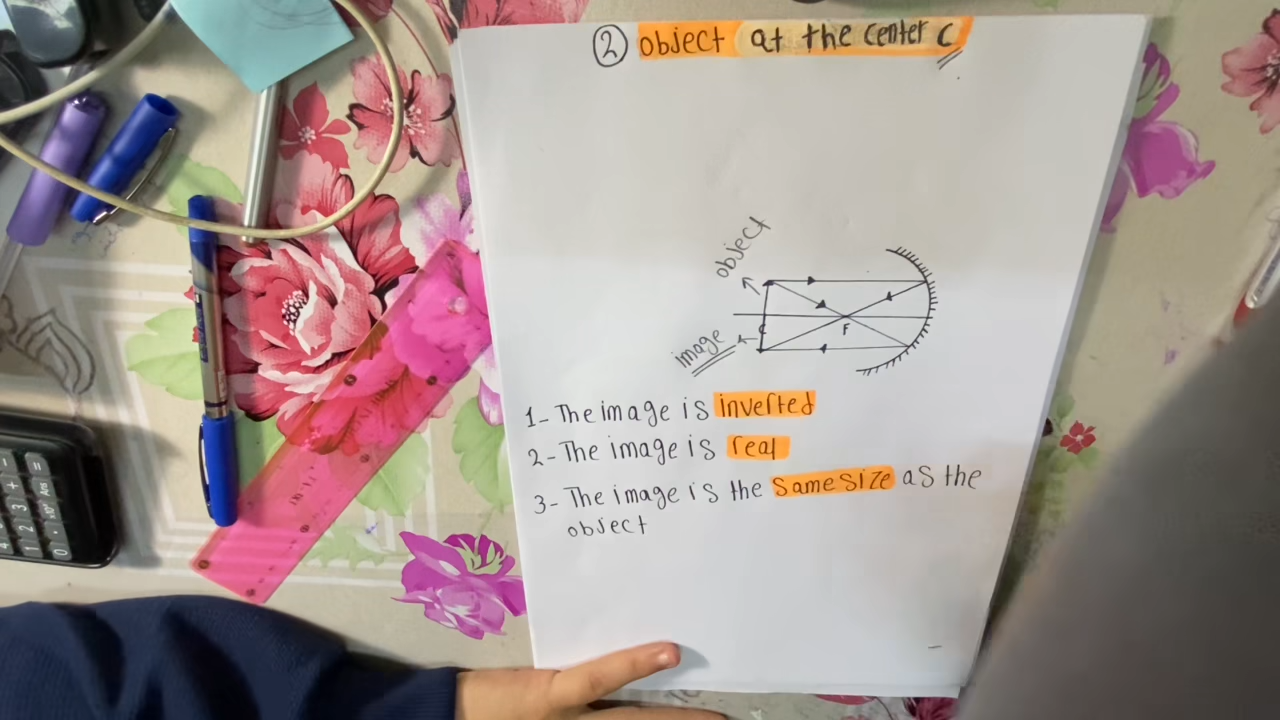 2 object at the center C
object
image
C
F
1- The image is inverted
2- The image is real
3- The image is the same size as the
object